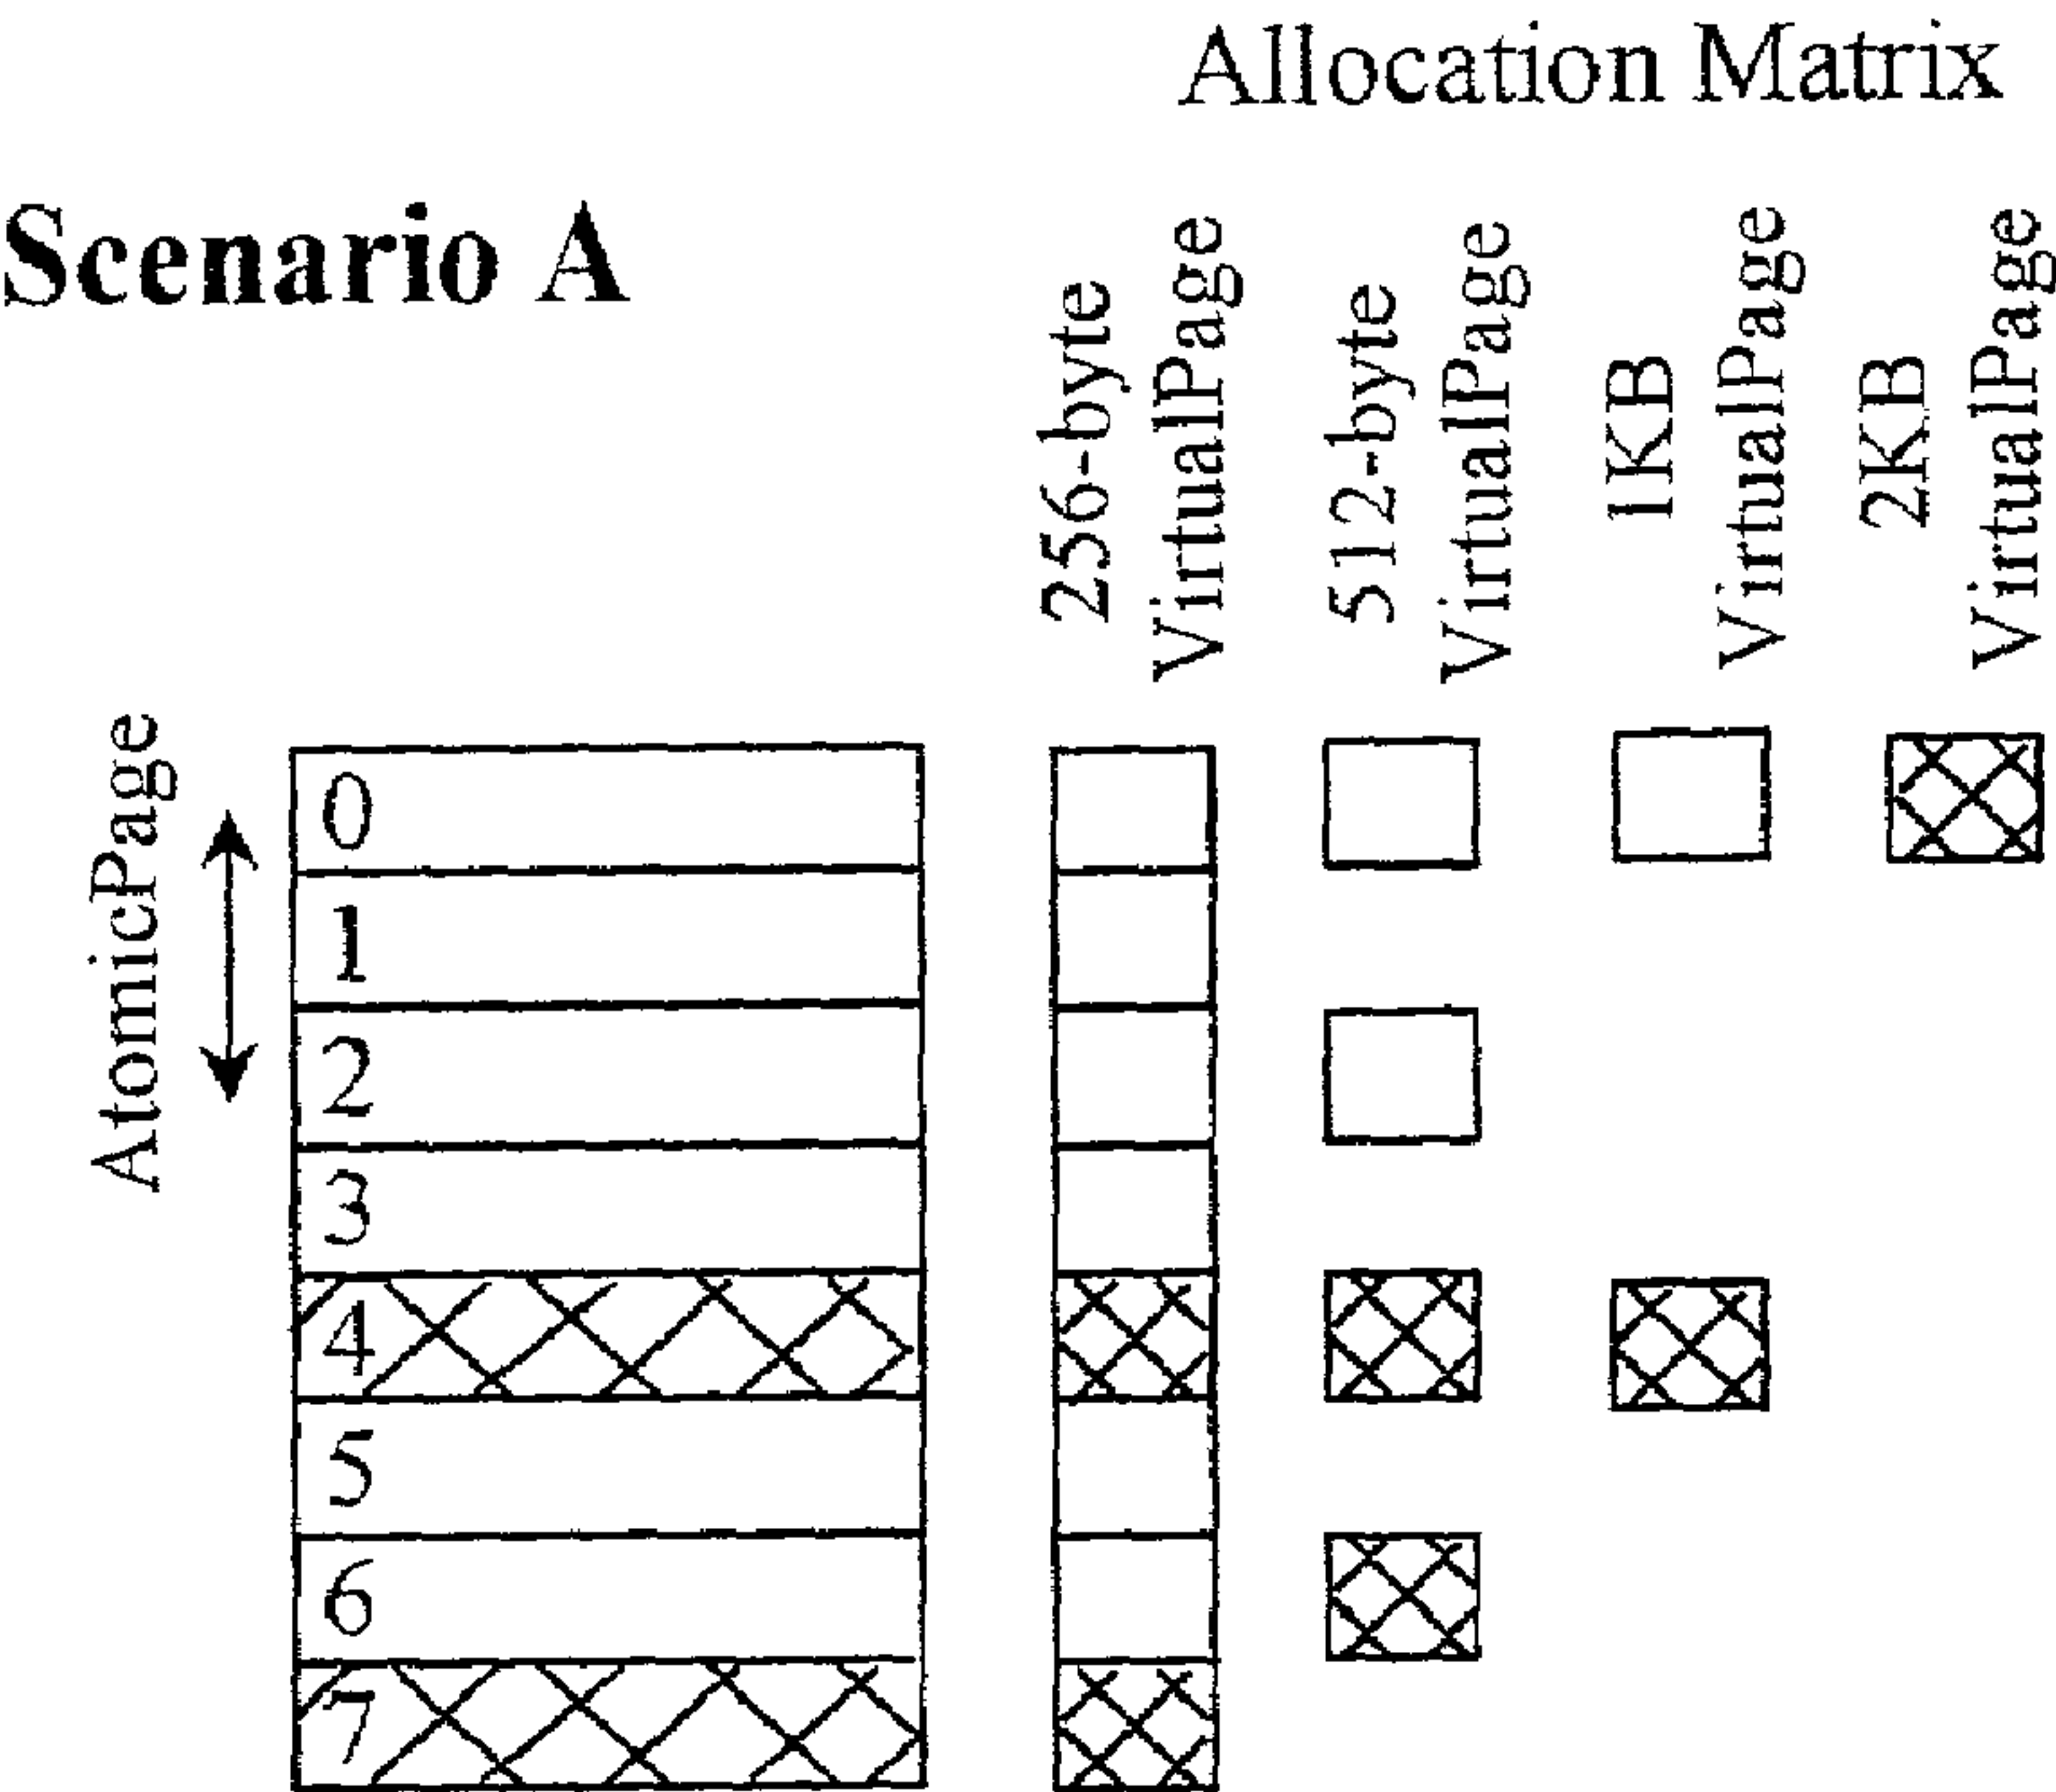 Allocation Matrix
Scenario A
256-byte
VirtualPage
512-byte
VirtualPage
1KB
VirtualPage
2KB
VirtualPage
AtomicPage
0
1
2
3
4
5
6
7